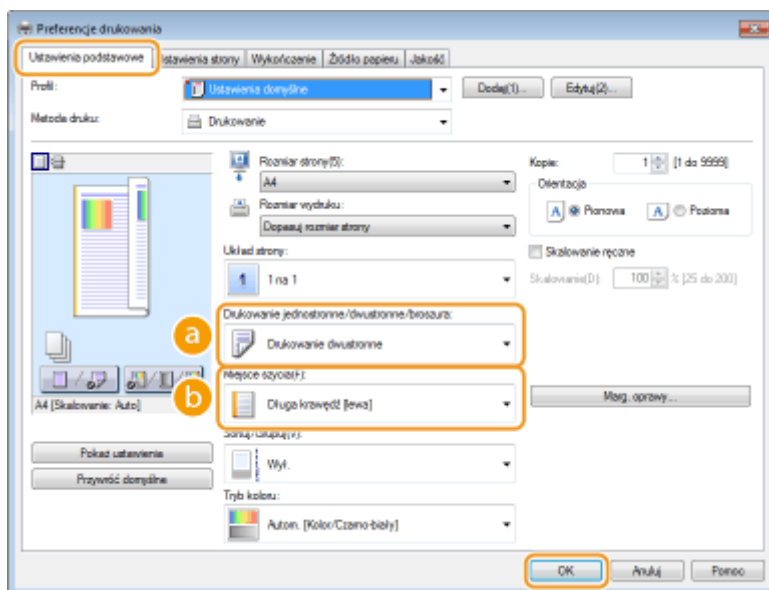 Preferencje drukowania
Ustawienia podstawowe Ustawienia strony Wykończenie Źródło papieru Jakość
Profil: Ustawienia domyślne Dodaj(1)... Edytuj(2)...
Metoda druku: Drukowanie
Rozmiar strony(5):
A4
Kopie: 1 [1 do 9999]
Orientacja
Rozmiar wydruku:
Dopasuj rozmiar strony
A Pionowa A Pozioma
Układ strony:
1 1 na 1
Skalowanie ręczne
Skalowanie(D): 100 % [25 do 200]
Drukowanie jednostronne/dwustronne/broszura:
a Drukowanie dwustronne
Miejsce szycia(F):
b Długa krawędź [lewa]
Marg. oprawy...
A4 [Skalowanie: Auto]
Sortuj/Grupuj(V):
Wył.
Pokaż ustawienia
Przywróć domyślne
Tryb koloru:
Autom. [Kolor/Czarno-biały]
OK Anuluj Pomoc